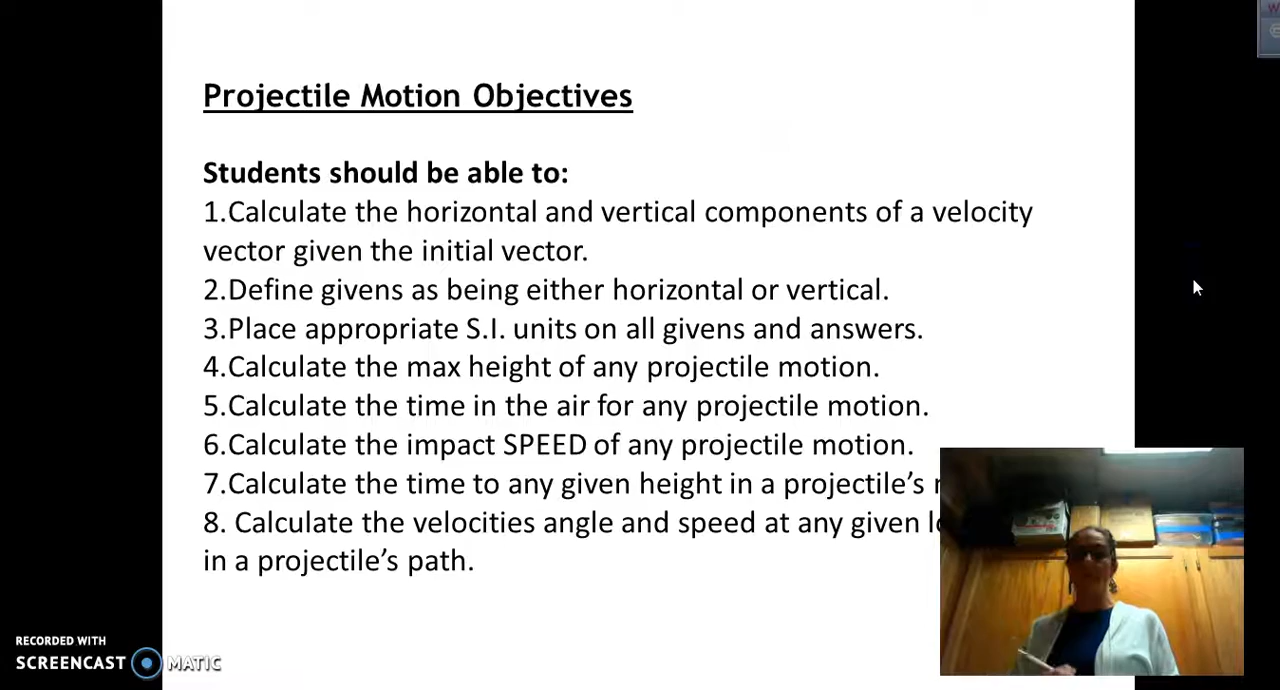 Projectile Motion Objectives
Students should be able to:
1.Calculate the horizontal and vertical components of a velocity
vector given the initial vector.
2.Define givens as being either horizontal or vertical.
3.Place appropriate S.I. units on all givens and answers.
4.Calculate the max height of any projectile motion.
5.Calculate the time in the air for any projectile motion.
6.Calculate the impact SPEED of any projectile motion.
7.Calculate the time to any given height in a projectile’s
8. Calculate the velocities angle and speed at any given
in a projectile’s path.
RECORDED WITH
SCREENCAST MATIC